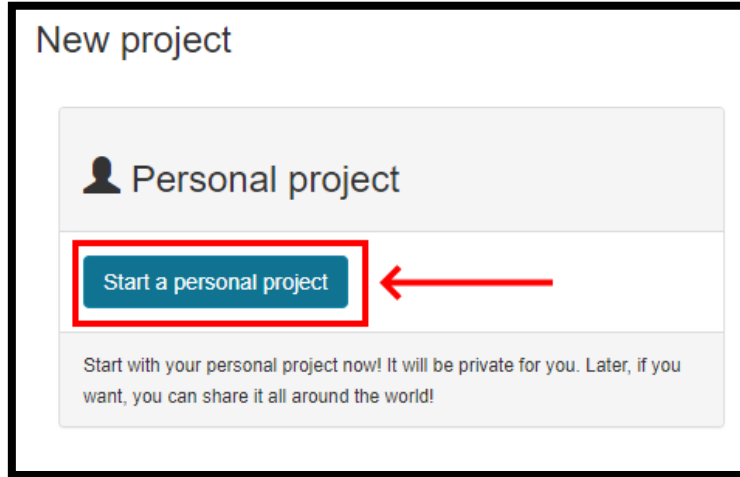 New project
Personal project
Start a personal project
Start with your personal project now! It will be private for you. Later, if you
want, you can share it all around the world!